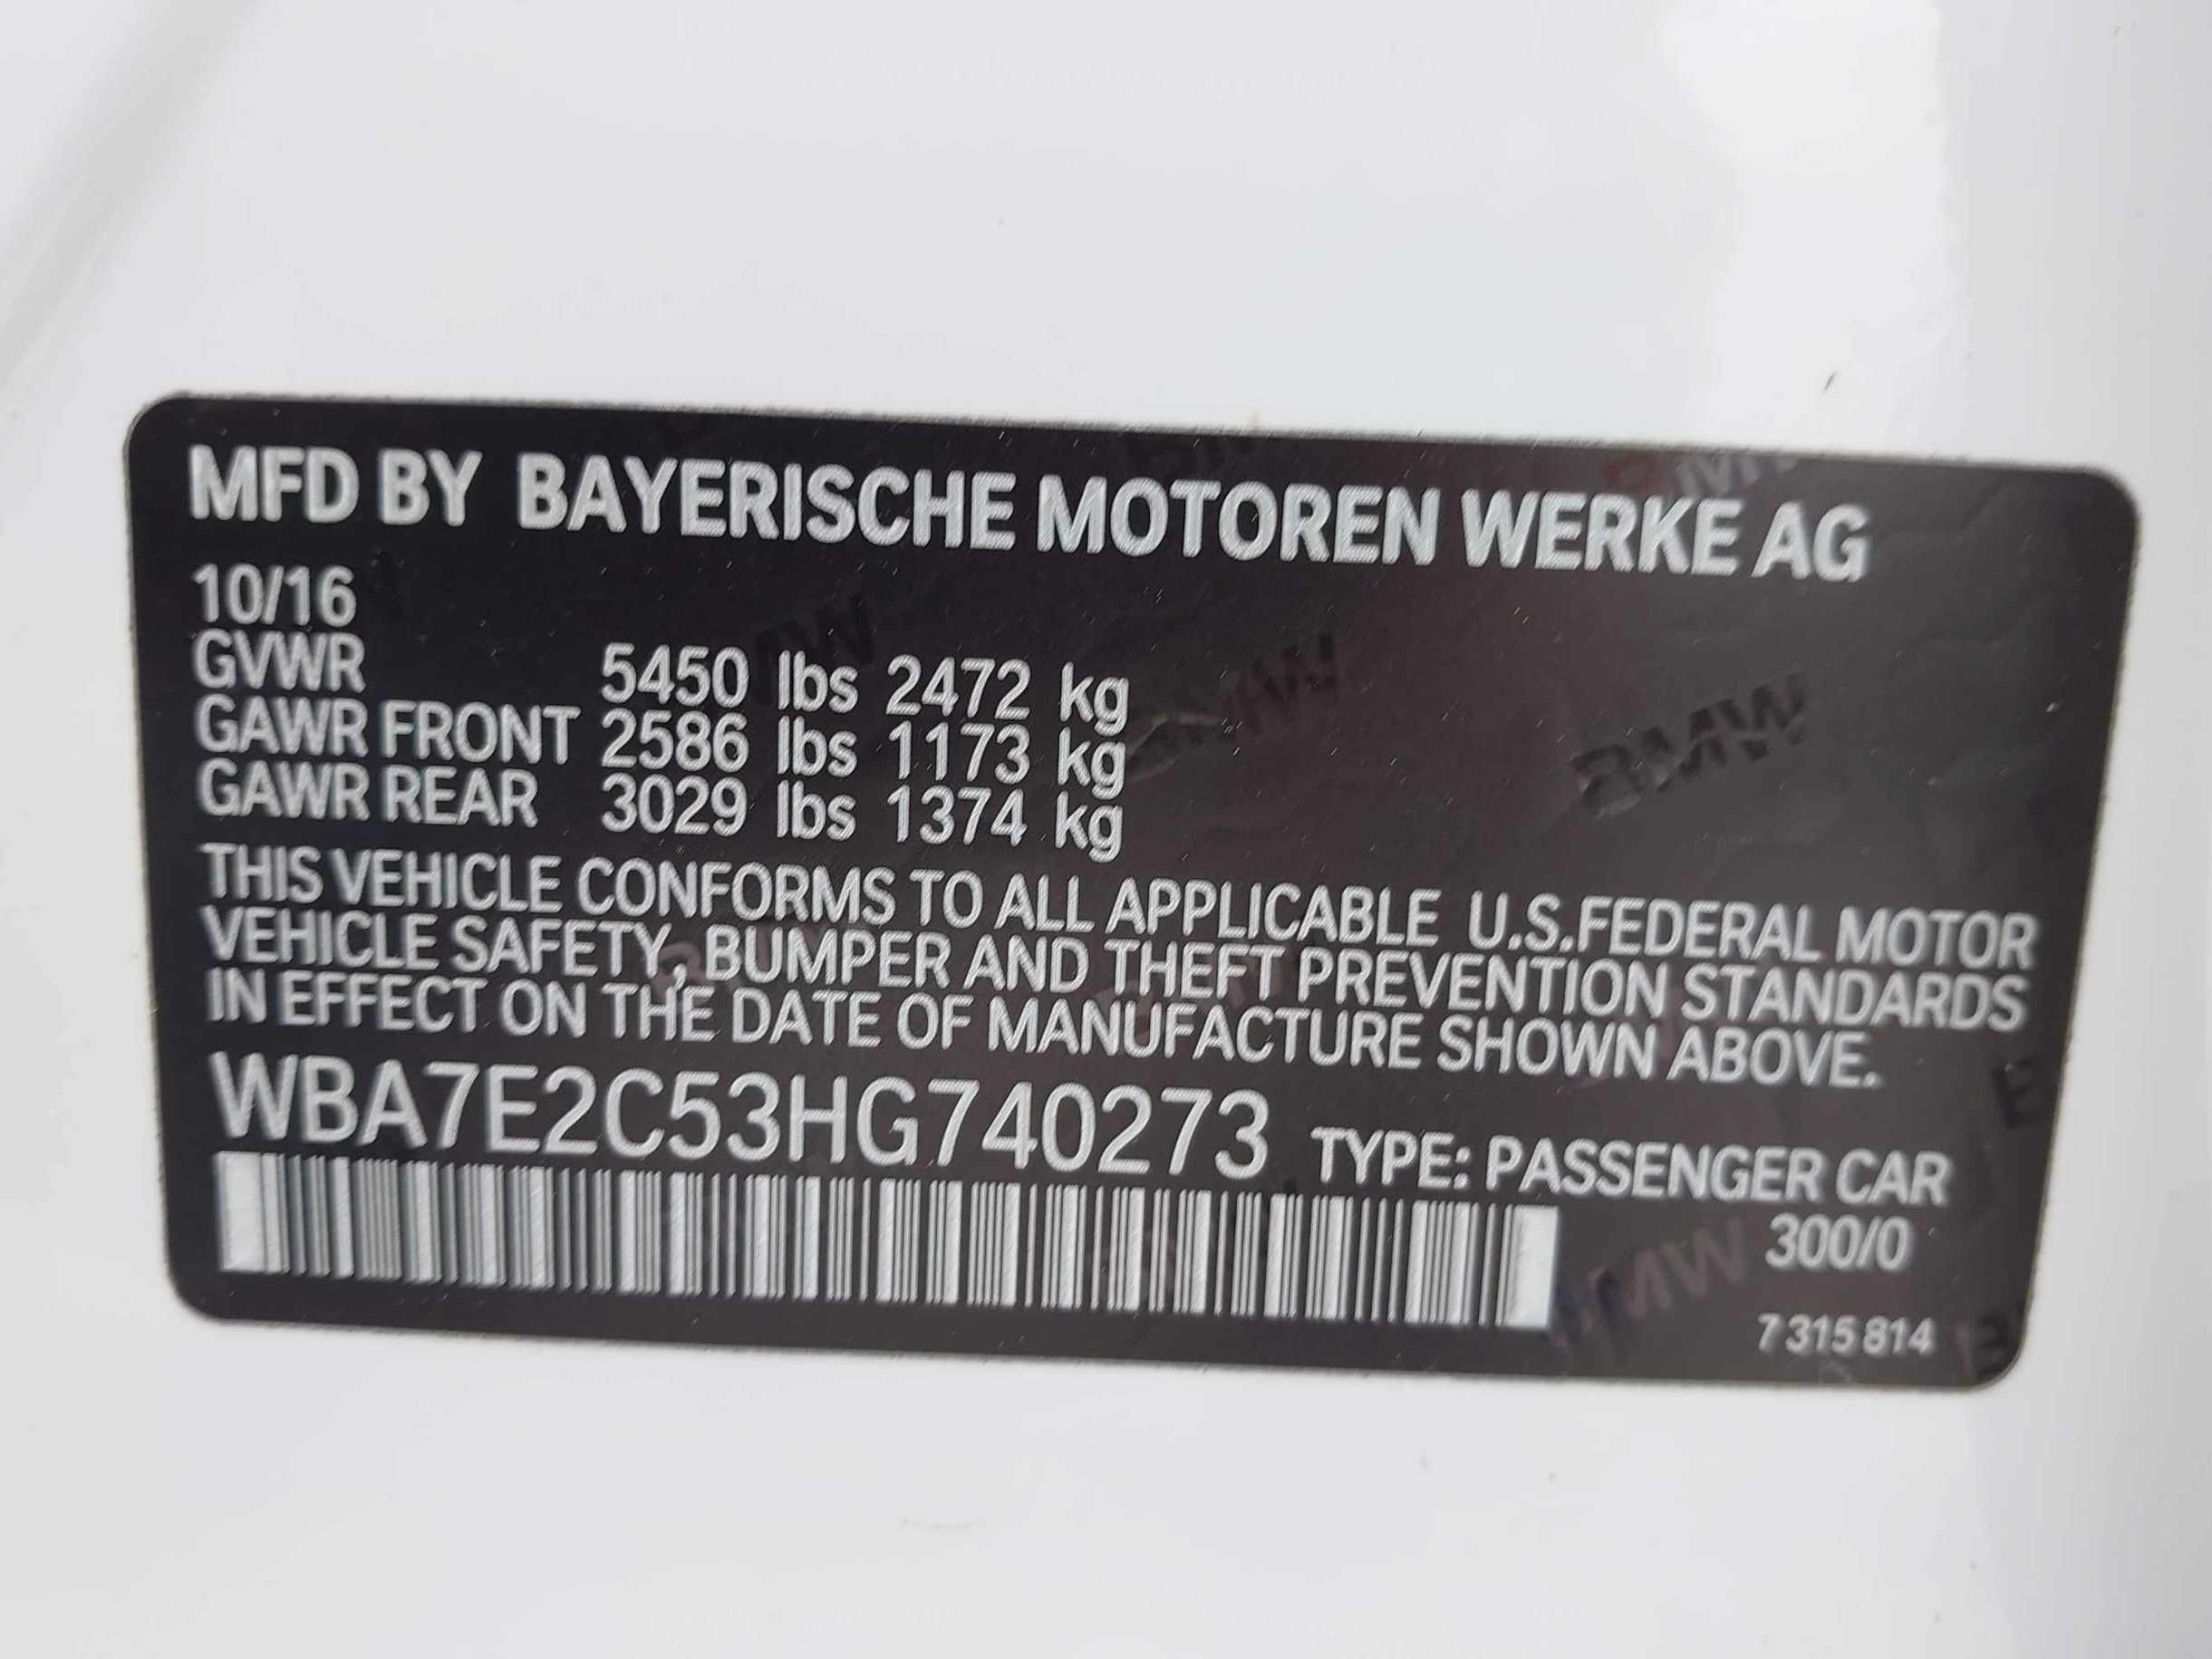 MFD BY BAYERISCHE MOTOREN WERKE AG
10/16
GVWR 5450 lbs 2472 kg
GAWR FRONT 2586 lbs 1173 kg
GAWR REAR 3029 lbs 1374 kg
THIS VEHICLE CONFORMS TO ALL APPLICABLE U.S.FEDERAL MOTOR
VEHICLE SAFETY, BUMPER AND THEFT PREVENTION STANDARDS
IN EFFECT ON THE DATE OF MANUFACTURE SHOWN ABOVE.
WBA7E2C53HG740273 TYPE: PASSENGER CAR
300/0
7 315 814